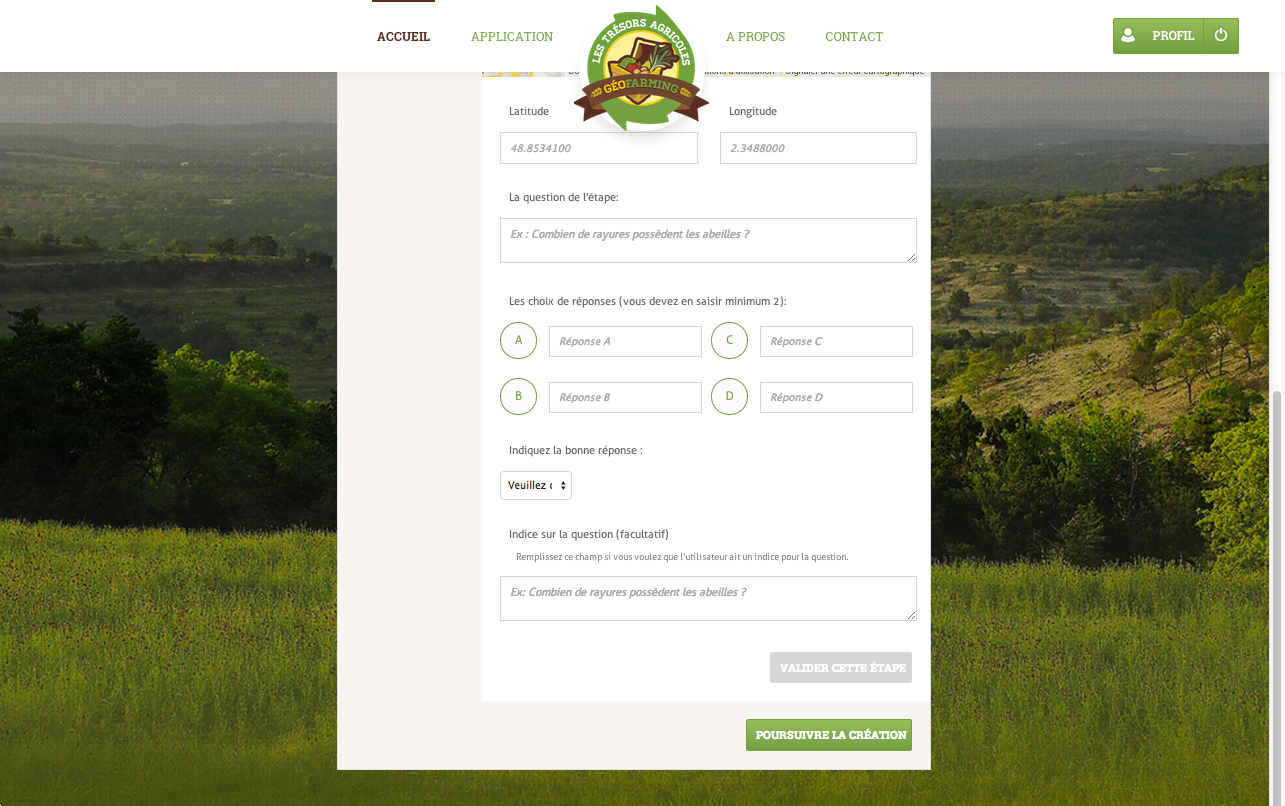 ACCUEIL
APPLICATION
LES TRÉSORS AGRICOLES
GÉOFARMING
A PROPOS
CONTACT
PROFIL
d'utilisation
Signaler une erreur cartographique
Latitude
Longitude
48.8534100
2.3488000
La question de l'étape:
Ex : Combien de rayures possèdent les abeilles ?
Les choix de réponses (vous devez en saisir minimum 2):
A
Réponse A
C
Réponse C
B
Réponse B
D
Réponse D
Indiquez la bonne réponse :
Veuillez
Indice sur la question (facultatif)
Remplissez ce champ si vous voulez que l'utilisateur ait un indice pour la question.
Ex: Combien de rayures possèdent les abeilles ?
VALIDER CETTE ÉTAPE
POURSUIVRE LA CRÉATION